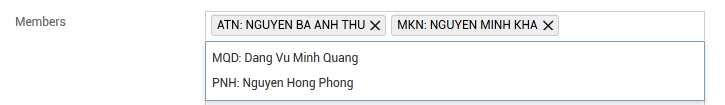 Members
ATN: NGUYEN BA ANH THU ✕ MKN: NGUYEN MINH KHA ✕
MQD: Dang Vu Minh Quang
PNH: Nguyen Hong Phong